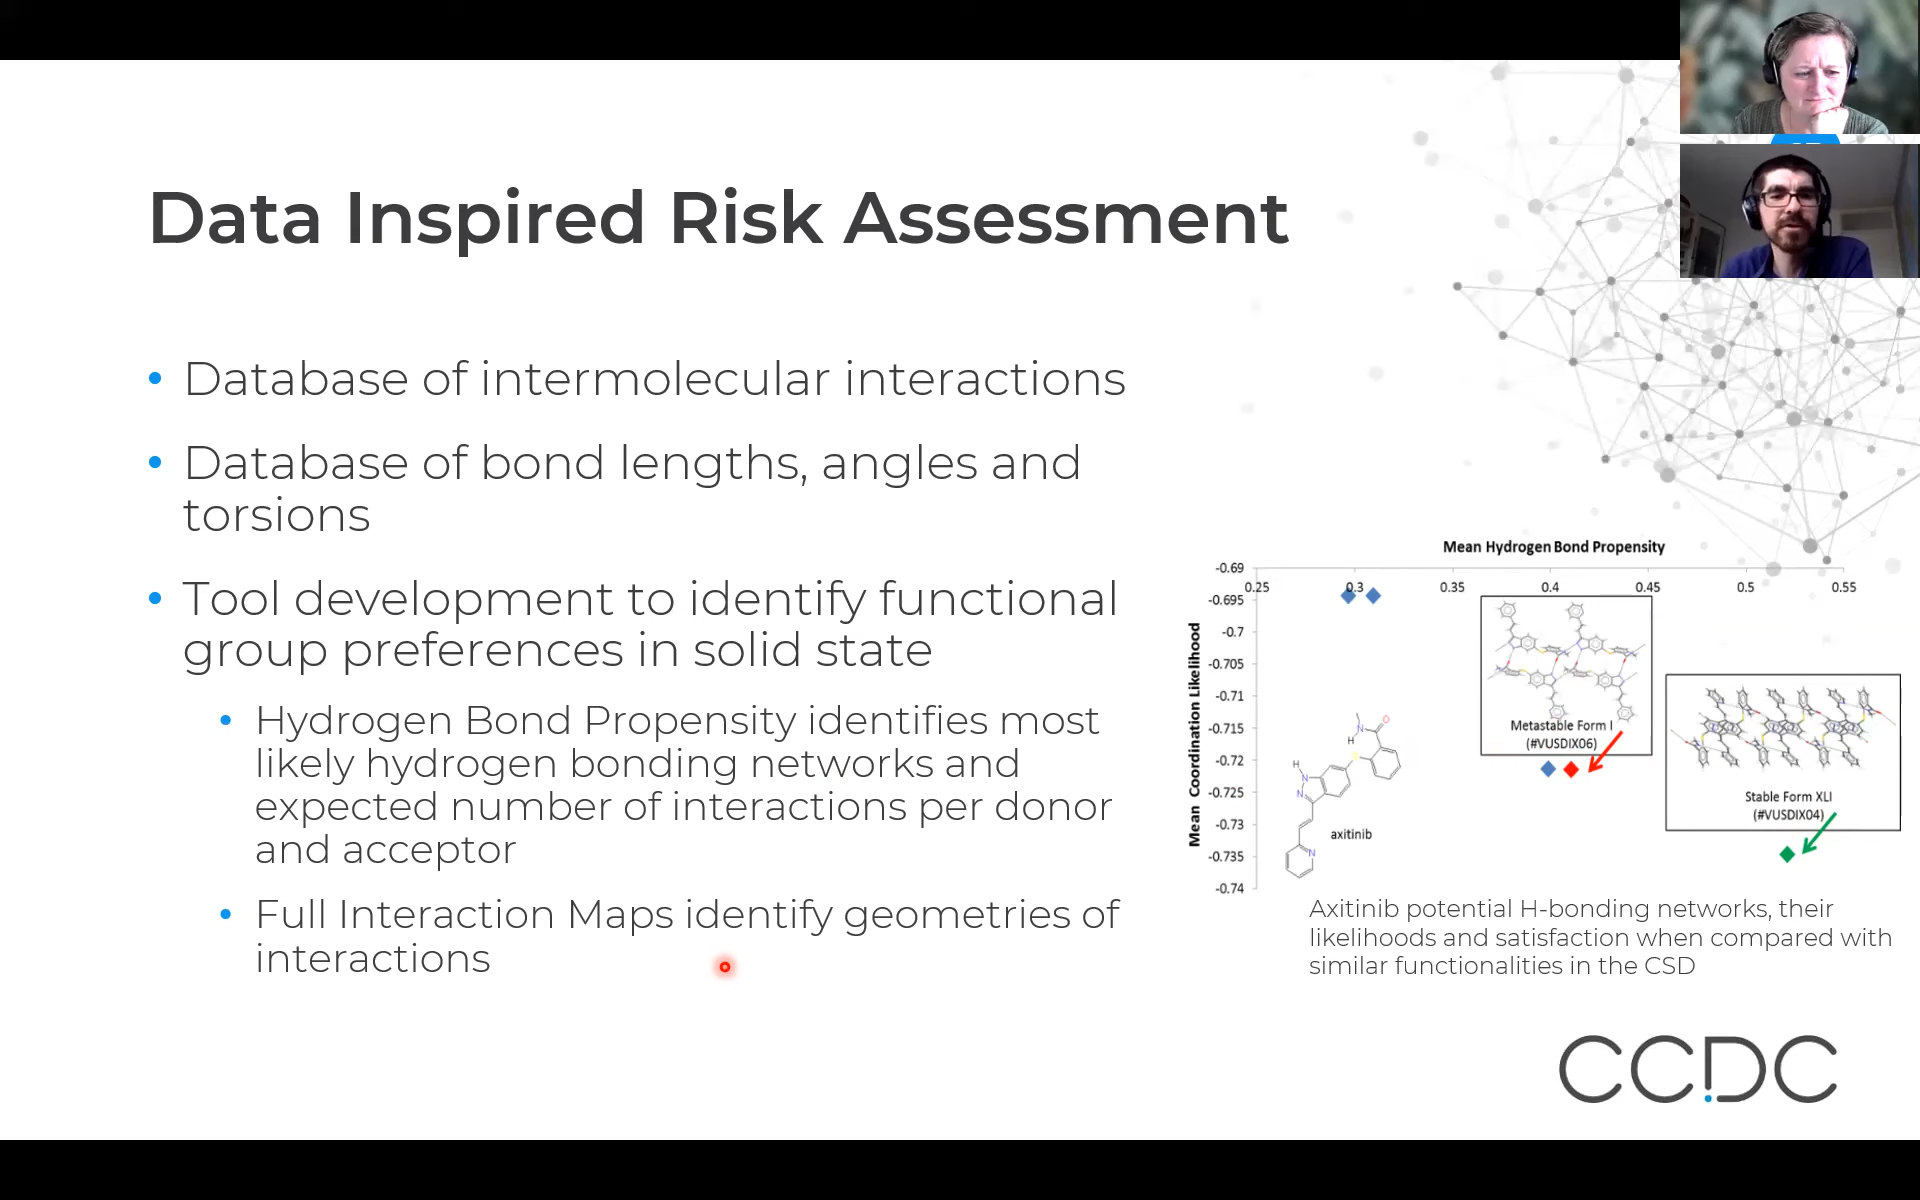 Data Inspired Risk Assessment
• Database of intermolecular interactions
• Database of bond lengths, angles and
torsions
• Tool development to identify functional
group preferences in solid state
• Hydrogen Bond Propensity identifies most
likely hydrogen bonding networks and
expected number of interactions per donor
and acceptor
• Full Interaction Maps identify geometries of
interactions
Mean Hydrogen Bond Propensity
0.25 0.3 0.35 0.4 0.45 0.5 0.55
Mean Coordination Likelihood
-0.69
-0.695
-0.7
-0.705
-0.71
-0.715
-0.72
-0.725
-0.73
-0.735
-0.74
N
H
O
S
H
N
N
N
axitinib
Metastable Form I
(#VUSDIX06)
Stable Form XLI
(#VUSDIX04)
Axitinib potential H-bonding networks, their
likelihoods and satisfaction when compared with
similar functionalities in the CSD
CCDC